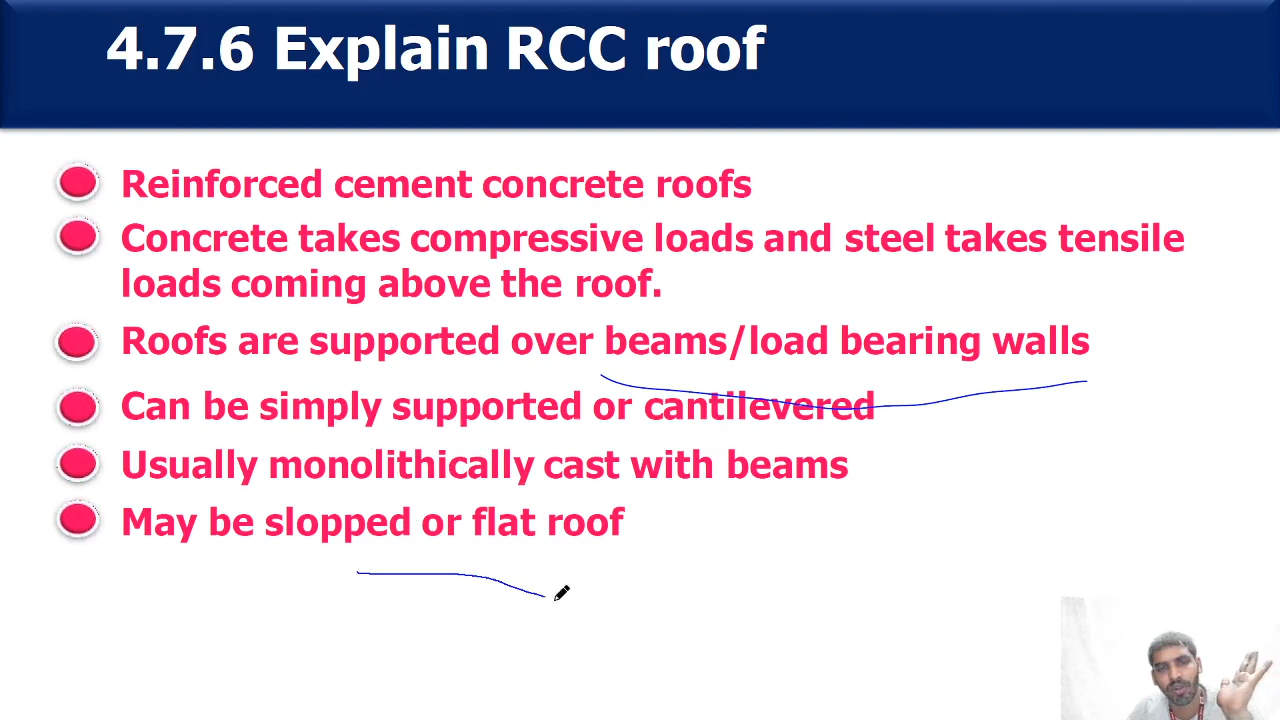 4.7.6 Explain RCC roof
Reinforced cement concrete roofs
Concrete takes compressive loads and steel takes tensile
loads coming above the roof.
Roofs are supported over beams/load bearing walls
Can be simply supported or cantilevered
Usually monolithically cast with beams
May be slopped or flat roof